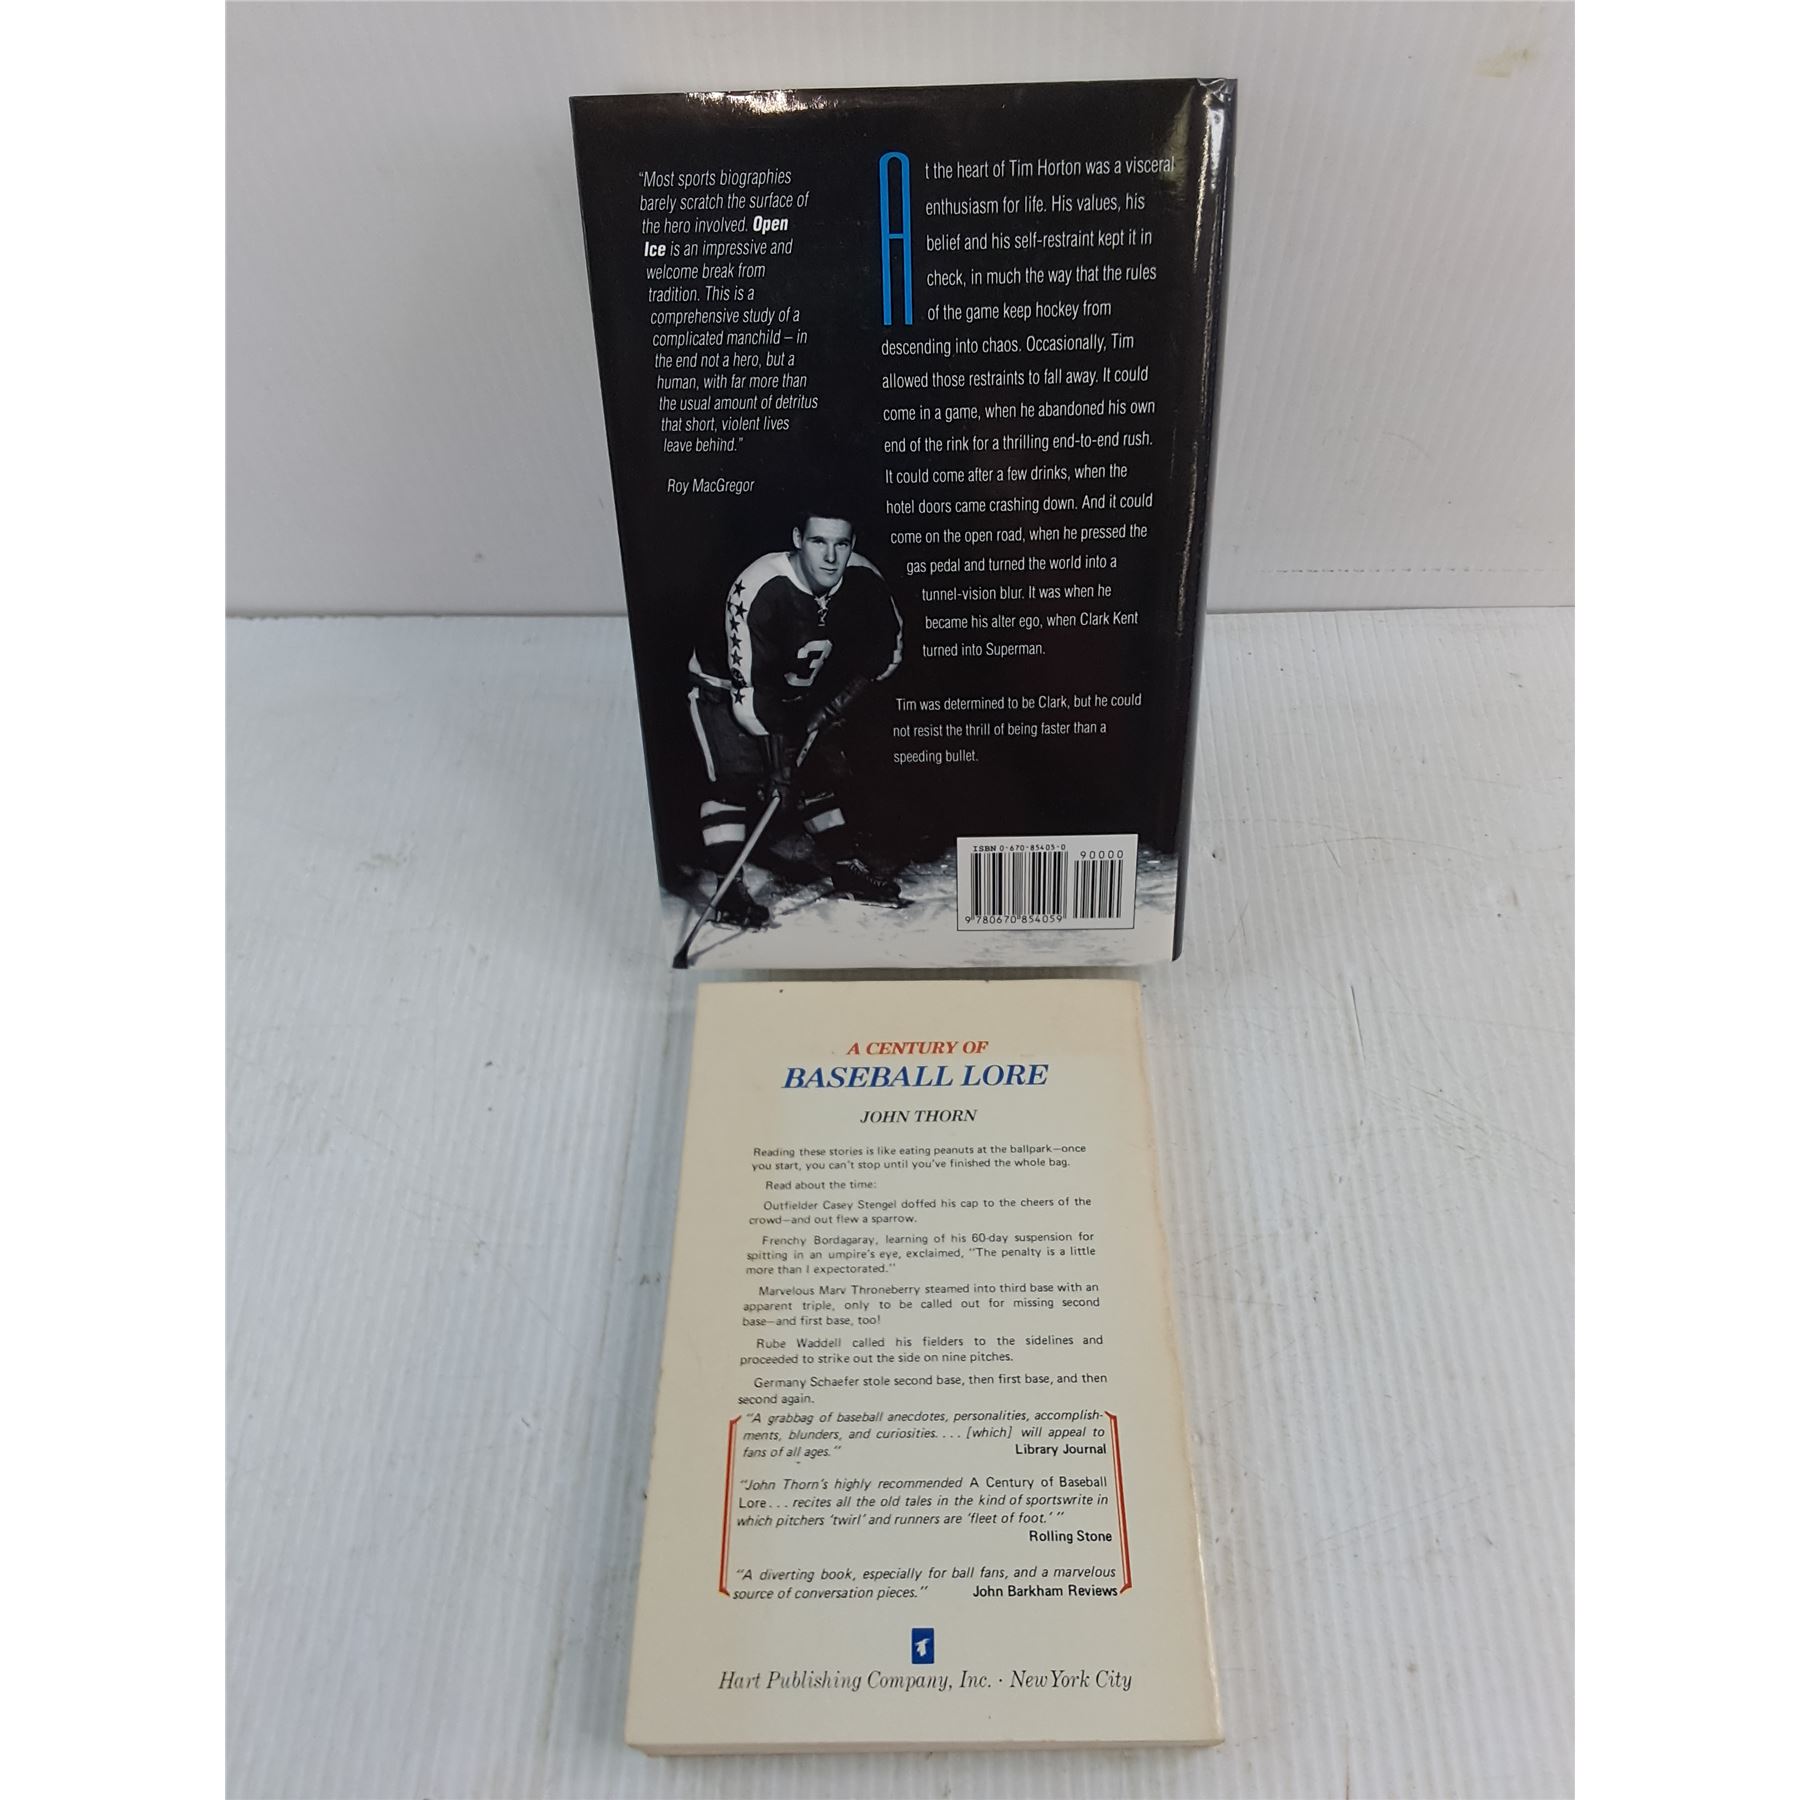 "Most sports biographies
barely scratch the surface of
the hero involved. Open
Ice is an impressive and
welcome break from
tradition. This is a
comprehensive study of a
complicated manchild – in
the end not a hero, but a
human, with far more than
the usual amount of detritus
that short, violent lives
leave behind."
Roy MacGregor
At the heart of Tim Horton was a visceral
enthusiasm for life. His values, his
belief and his self-restraint kept it in
check, in much the way that the rules
of the game keep hockey from
descending into chaos. Occasionally, Tim
allowed those restraints to fall away. It could
come in a game, when he abandoned his own
end of the rink for a thrilling end-to-end rush.
It could come after a few drinks, when the
hotel doors came crashing down. And it could
come on the open road, when he pressed the
gas pedal and turned the world into a
tunnel-vision blur. It was when he
became his alter ego, when Clark Kent
turned into Superman.
Tim was determined to be Clark, but he could
not resist the thrill of being faster than a
speeding bullet.
3
ISBN 0-670-85405-0
90000
9 780670 854059
A CENTURY OF
BASEBALL LORE
JOHN THORN
Reading these stories is like eating peanuts at the ballpark—once
you start, you can't stop until you've finished the whole bag.
Read about the time:
Outfielder Casey Stengel doffed his cap to the cheers of the
crowd—and out flew a sparrow.
Frenchy Bordagaray, learning of his 60-day suspension for
spitting in an umpire's eye, exclaimed, "The penalty is a little
more than I expectorated."
Marvelous Marv Throneberry steamed into third base with an
apparent triple, only to be called out for missing second
base—and first base, too!
Rube Waddell called his fielders to the sidelines and
proceeded to strike out the side on nine pitches.
Germany Schaefer stole second base, then first base, and then
second again.
"A grabbag of baseball anecdotes, personalities, accomplish-
ments, blunders, and curiosities. . . . [which] will appeal to
fans of all ages." Library Journal
"John Thorn's highly recommended A Century of Baseball
Lore . . . recites all the old tales in the kind of sportswrite in
which pitchers 'twirl' and runners are 'fleet of foot.' "
Rolling Stone
"A diverting book, especially for ball fans, and a marvelous
source of conversation pieces." John Barkham Reviews
Hart Publishing Company, Inc. · New York City